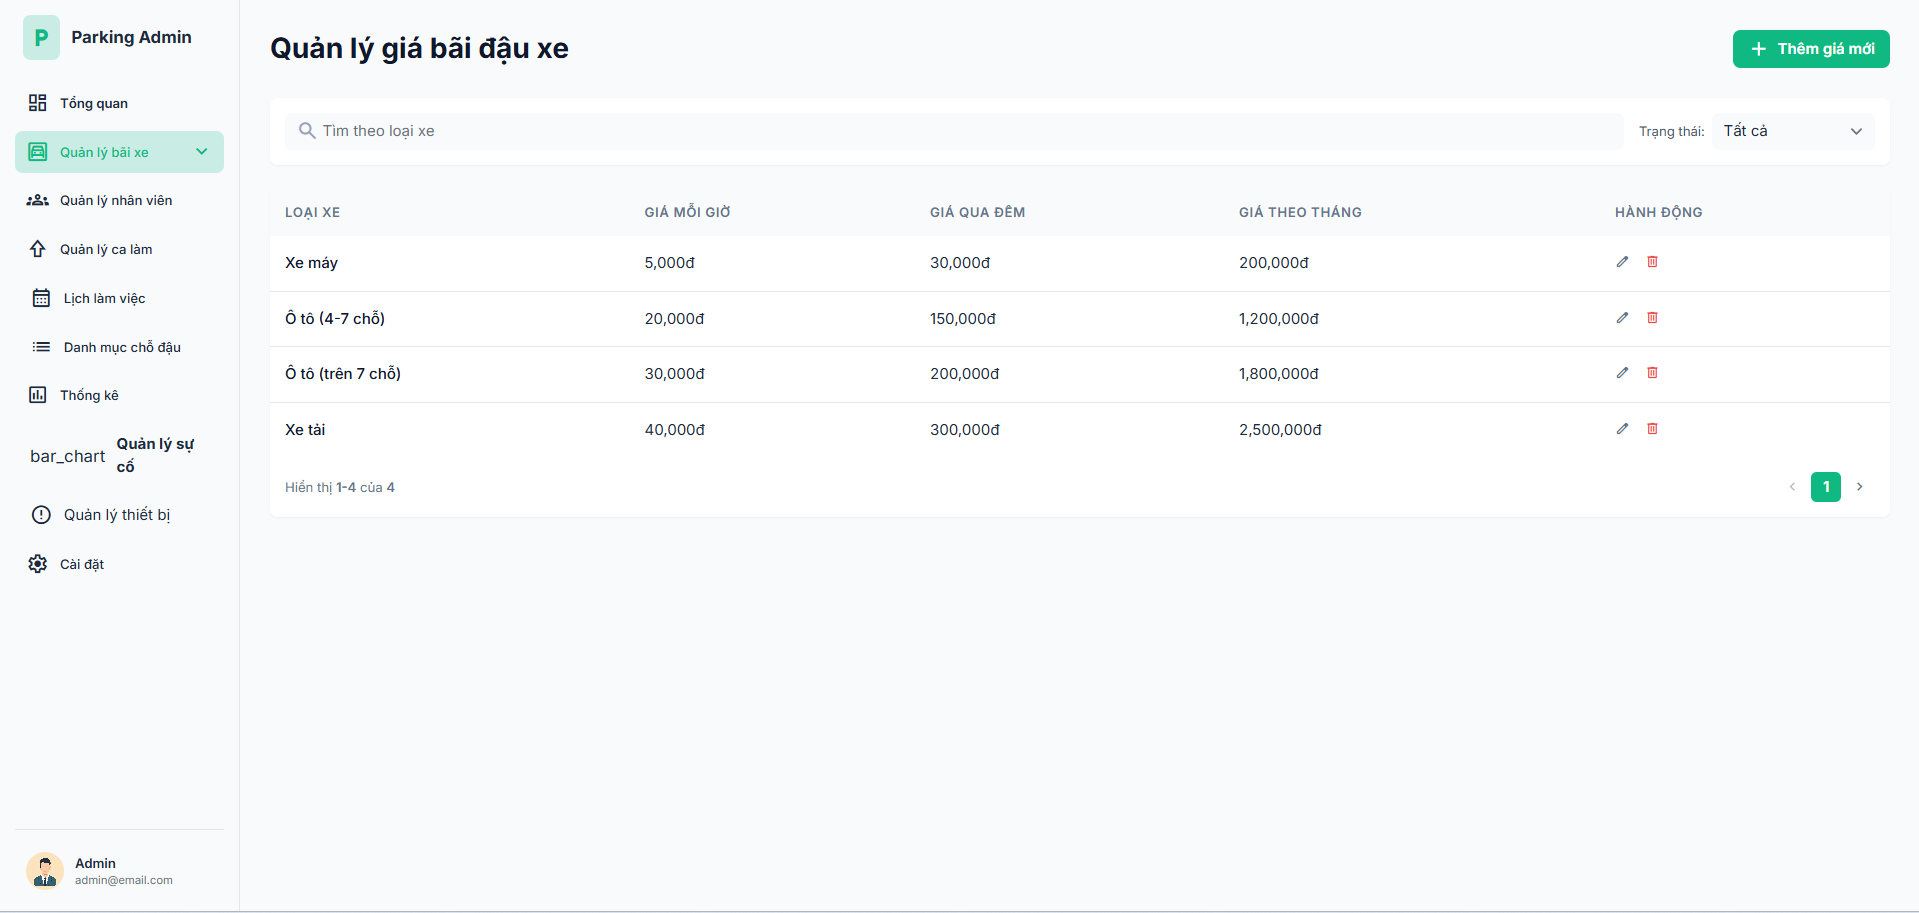 P Parking Admin
Tổng quan
Quản lý bãi xe
Quản lý nhân viên
Quản lý ca làm
Lịch làm việc
Danh mục chỗ đậu
Thống kê
bar_chart Quản lý sự
cố
Quản lý thiết bị
Cài đặt
Admin
admin@email.com
Quản lý giá bãi đậu xe
Thêm giá mới
Tìm theo loại xe
Trạng thái: Tất cả
LOẠI XE GIÁ MỖI GIỜ GIÁ QUA ĐÊM GIÁ THEO THÁNG HÀNH ĐỘNG
Xe máy 5,000đ 30,000đ 200,000đ
Ô tô (4-7 chỗ) 20,000đ 150,000đ 1,200,000đ
Ô tô (trên 7 chỗ) 30,000đ 200,000đ 1,800,000đ
Xe tải 40,000đ 300,000đ 2,500,000đ
Hiển thị 1-4 của 4
1